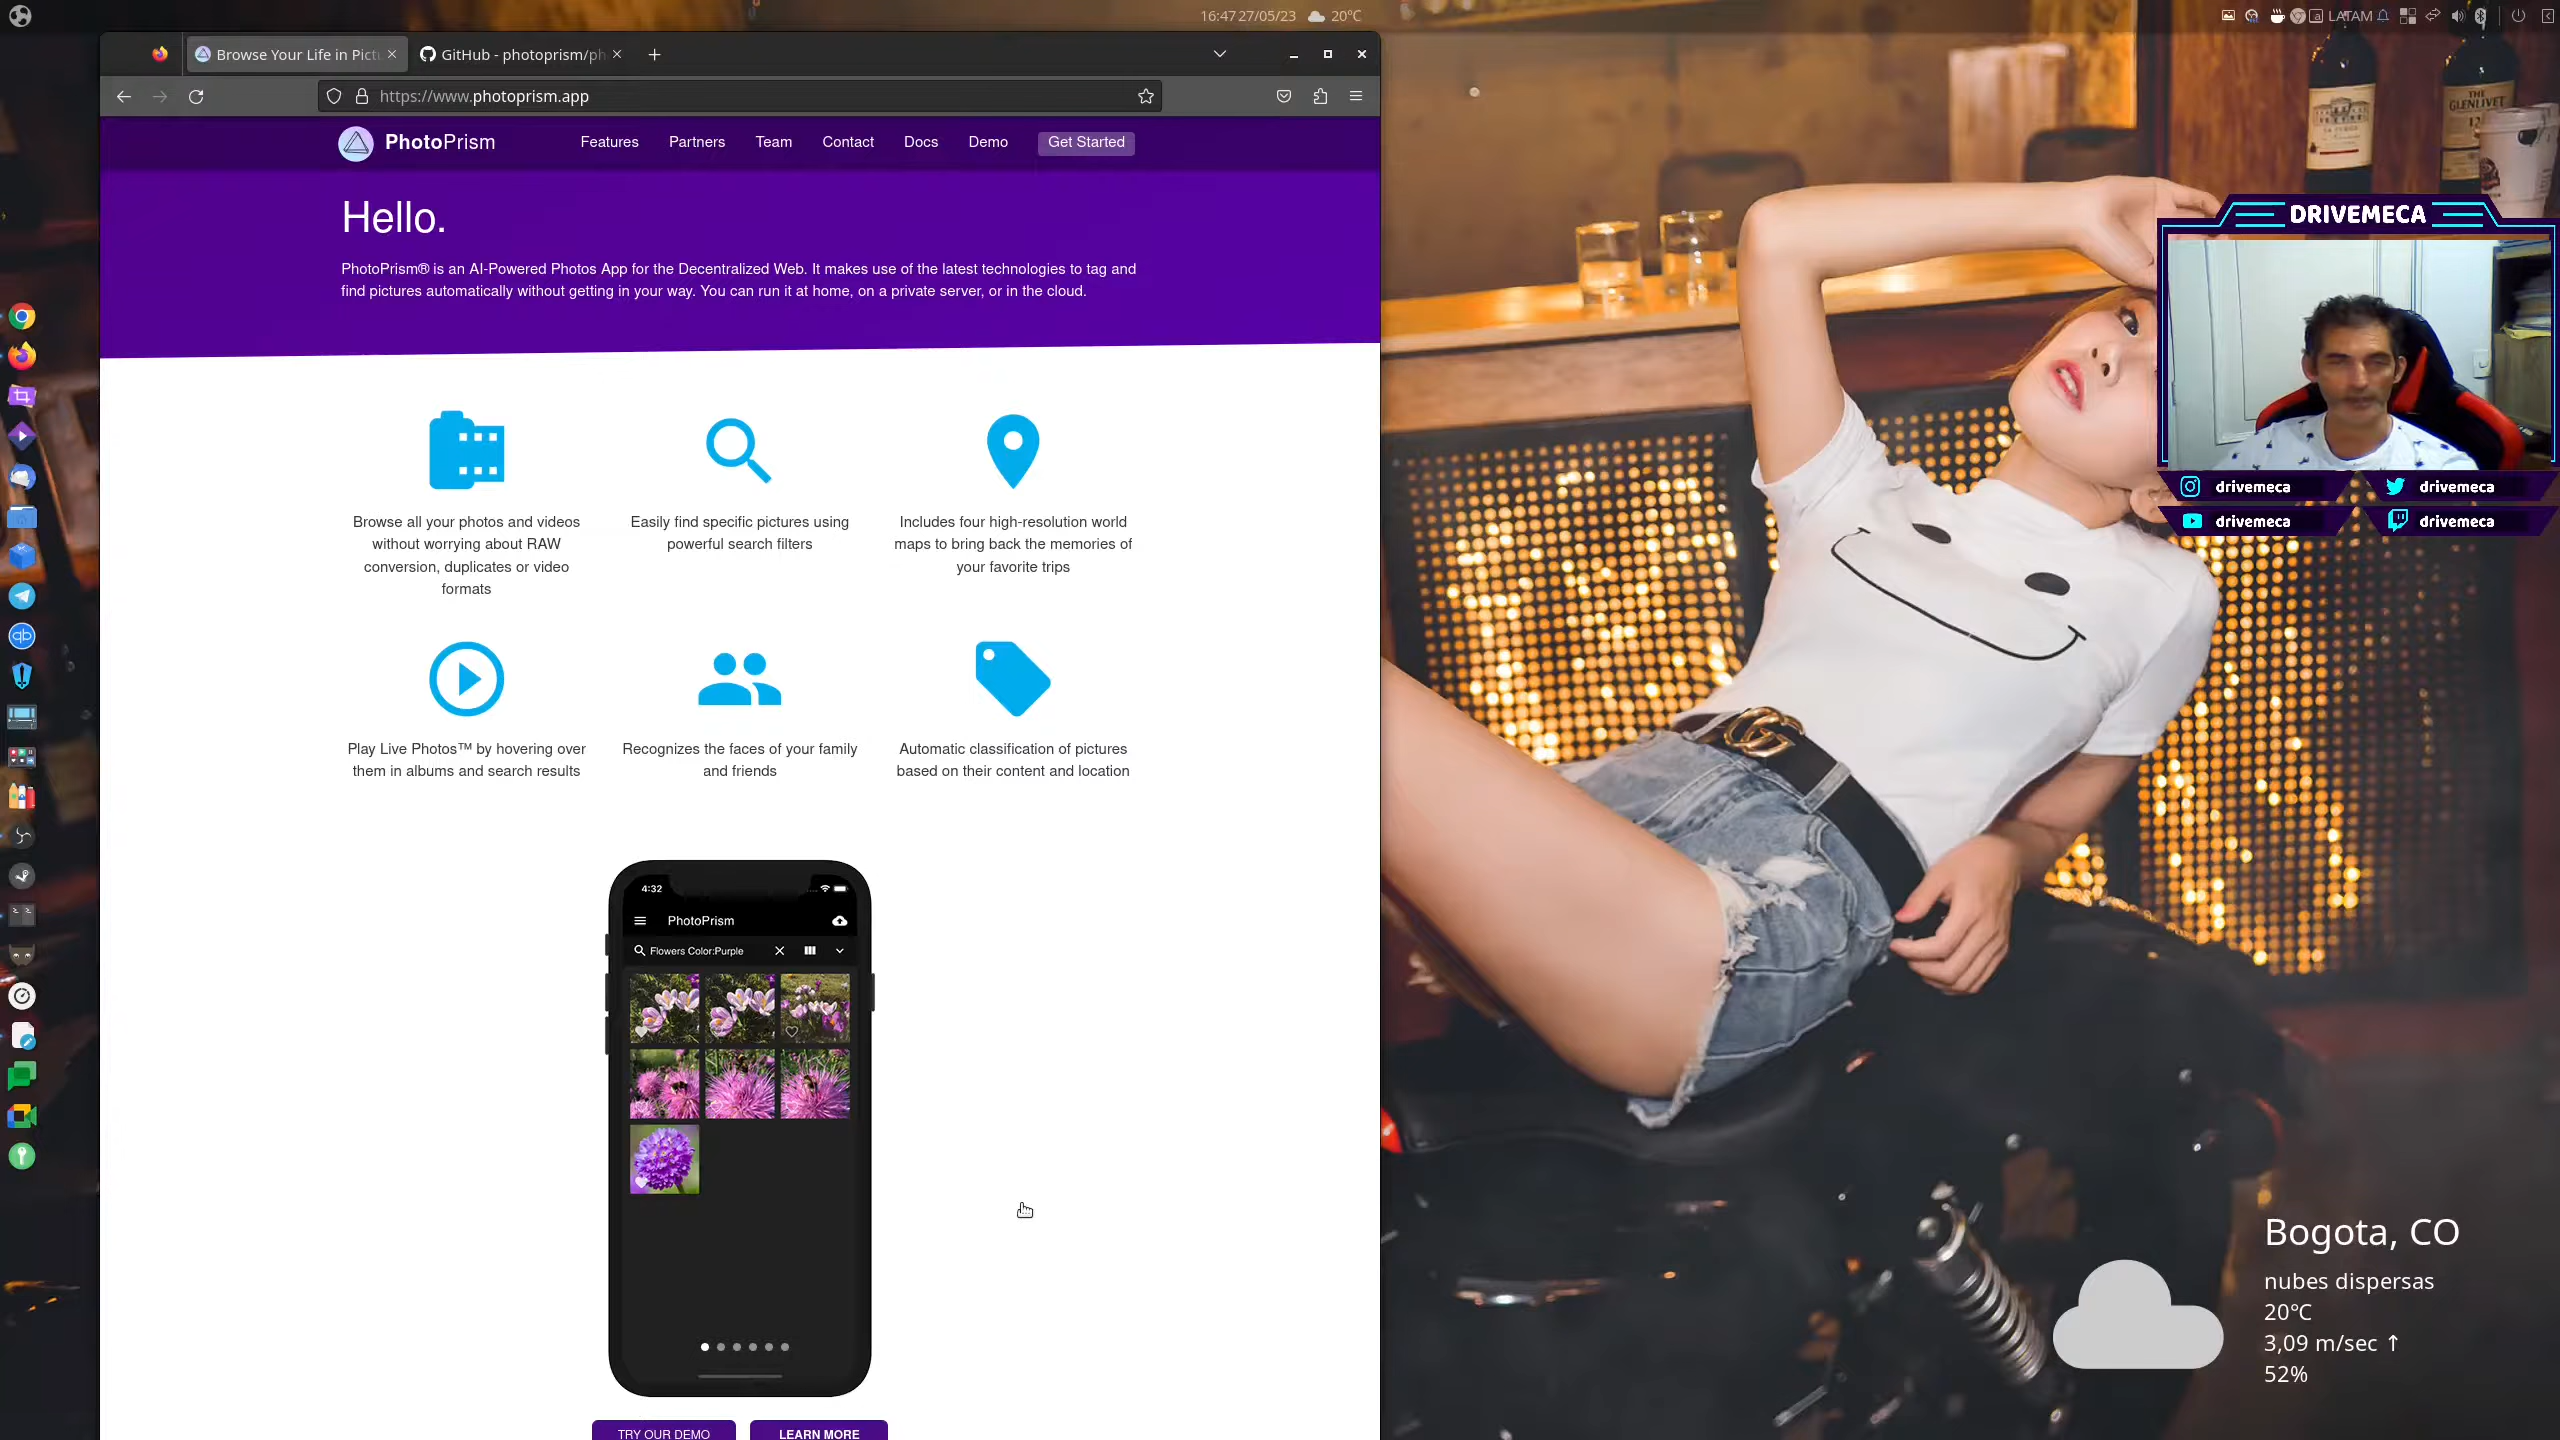 16:47 27/05/23 20°C
LATAM
Browse Your Life in Pict
GitHub - photoprism/ph
https://www.photoprism.app
PhotoPrism
Features
Partners
Team
Contact
Docs
Demo
Get Started
Hello.
PhotoPrism® is an AI-Powered Photos App for the Decentralized Web. It makes use of the latest technologies to tag and
find pictures automatically without getting in your way. You can run it at home, on a private server, or in the cloud.
Browse all your photos and videos
without worrying about RAW
conversion, duplicates or video
formats
Easily find specific pictures using
powerful search filters
Includes four high-resolution world
maps to bring back the memories of
your favorite trips
Play Live Photos™ by hovering over
them in albums and search results
Recognizes the faces of your family
and friends
Automatic classification of pictures
based on their content and location
4:32
PhotoPrism
Flowers Color:Purple
TRY OUR DEMO
LEARN MORE
THE
GLENLIVET
12
DRIVEMECA
drivemeca
drivemeca
drivemeca
drivemeca
Bogota, CO
nubes dispersas
20°C
3,09 m/sec ↑
52%